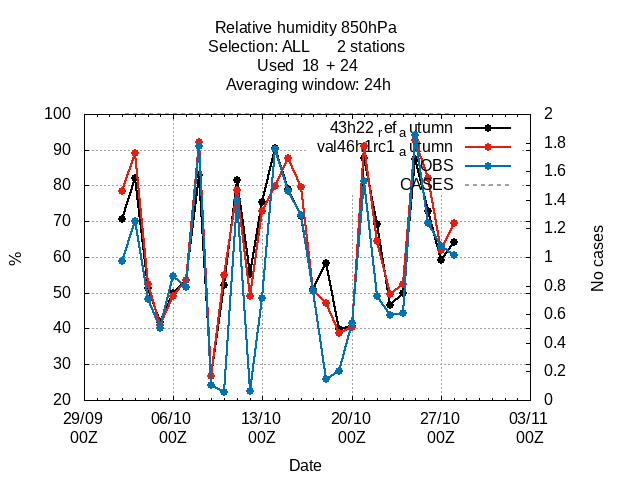 Relative humidity 850hPa
Selection: ALL 2 stations
Used 18 + 24
Averaging window: 24h
100 2
43h22 ref a utumn
90 1.8
val46h1rc1 a utumn
OBS
1.6
80 CASES
1.4
70 1.2
% 60 1 No cases
50 0.8
40 0.6
0.4
30 0.2
20 0
29/09 06/10 13/10 20/10 27/10 03/11
00Z 00Z 00Z 00Z 00Z 00Z
Date